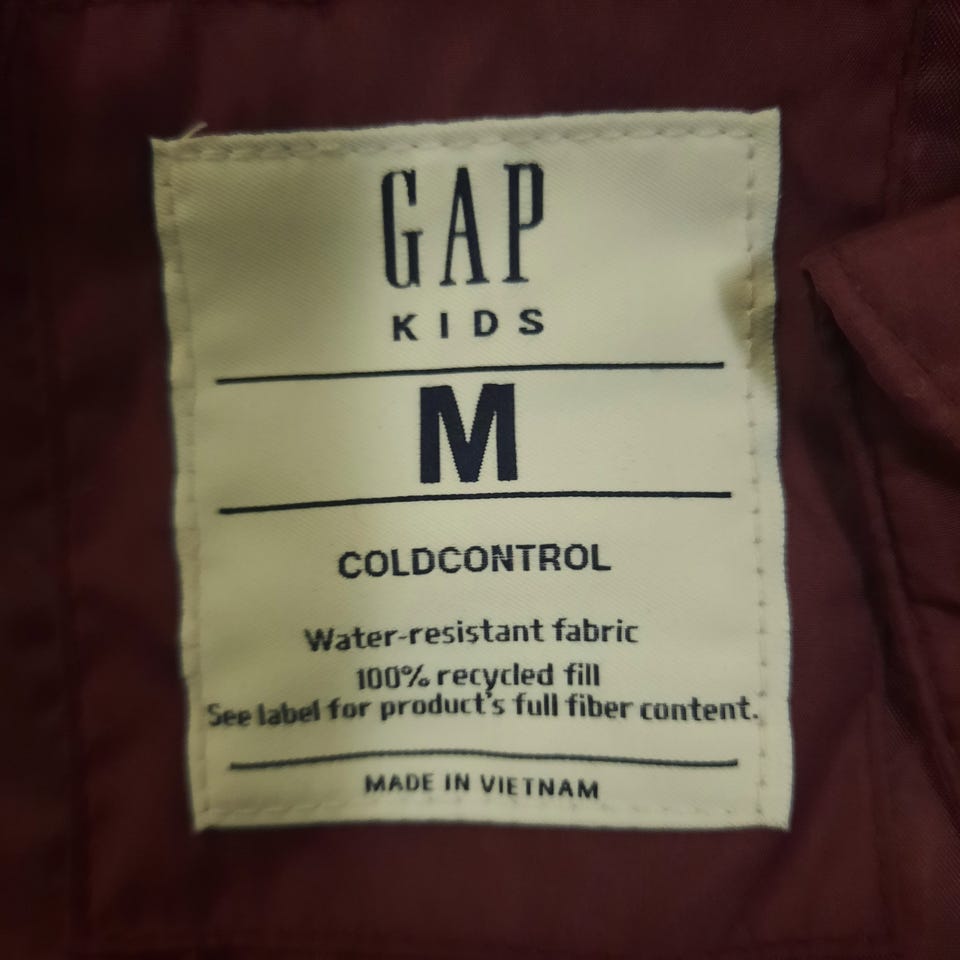 GAP
KIDS
M
COLDCONTROL
Water-resistant fabric
100% recycled fill
See label for product's full fiber content.
MADE IN VIETNAM